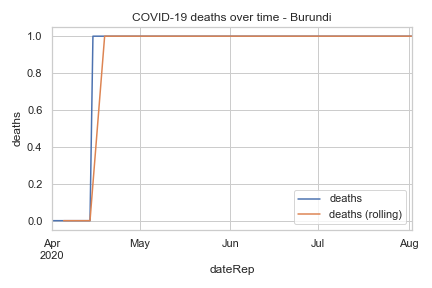 COVID-19 deaths over time - Burundi
deaths
1.0
0.8
0.6
0.4
0.2
0.0
deaths
deaths (rolling)
Apr May Jun Jul Aug
2020
dateRep